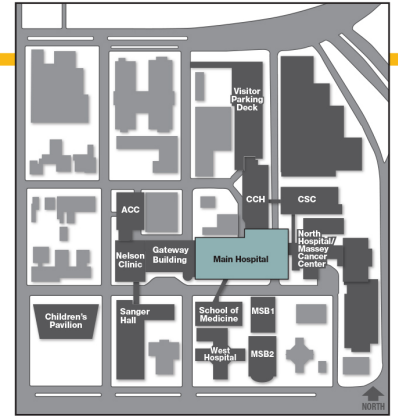 Visitor
Parking
Deck
CCH
CSC
ACC
North
Hospital/
Massey
Cancer
Center
Nelson
Clinic
Gateway
Building
Main Hospital
Children's
Pavilion
Sanger
Hall
School of
Medicine
MSB1
West
Hospital
MSB2
NORTH